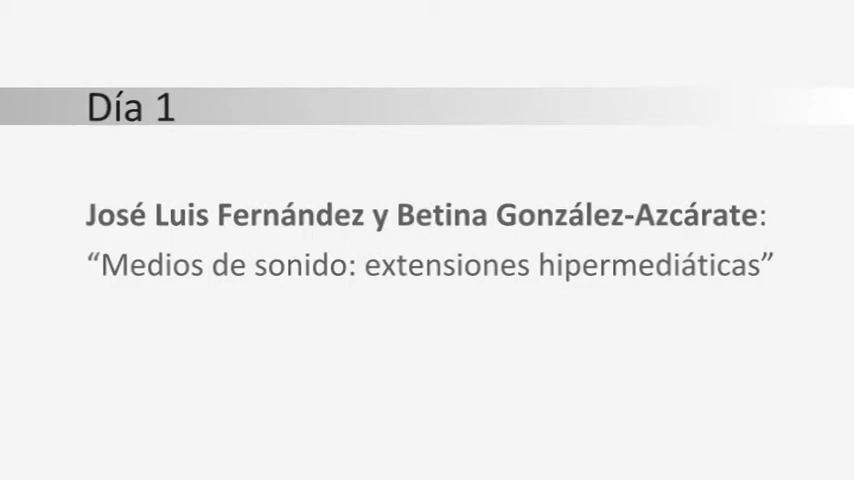 Día 1
José Luis Fernández y Betina González-Azcárate:
“Medios de sonido: extensiones hipermediáticas”